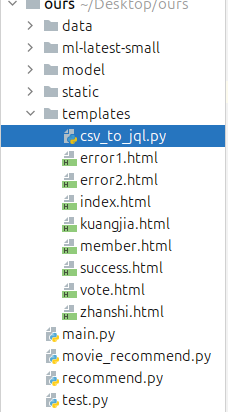 ours ~/Desktop/ours
data
ml-latest-small
model
static
templates
csv_to_jql.py
error1.html
error2.html
index.html
kuangjia.html
member.html
success.html
vote.html
zhanshi.html
main.py
movie_recommend.py
recommend.py
test.py